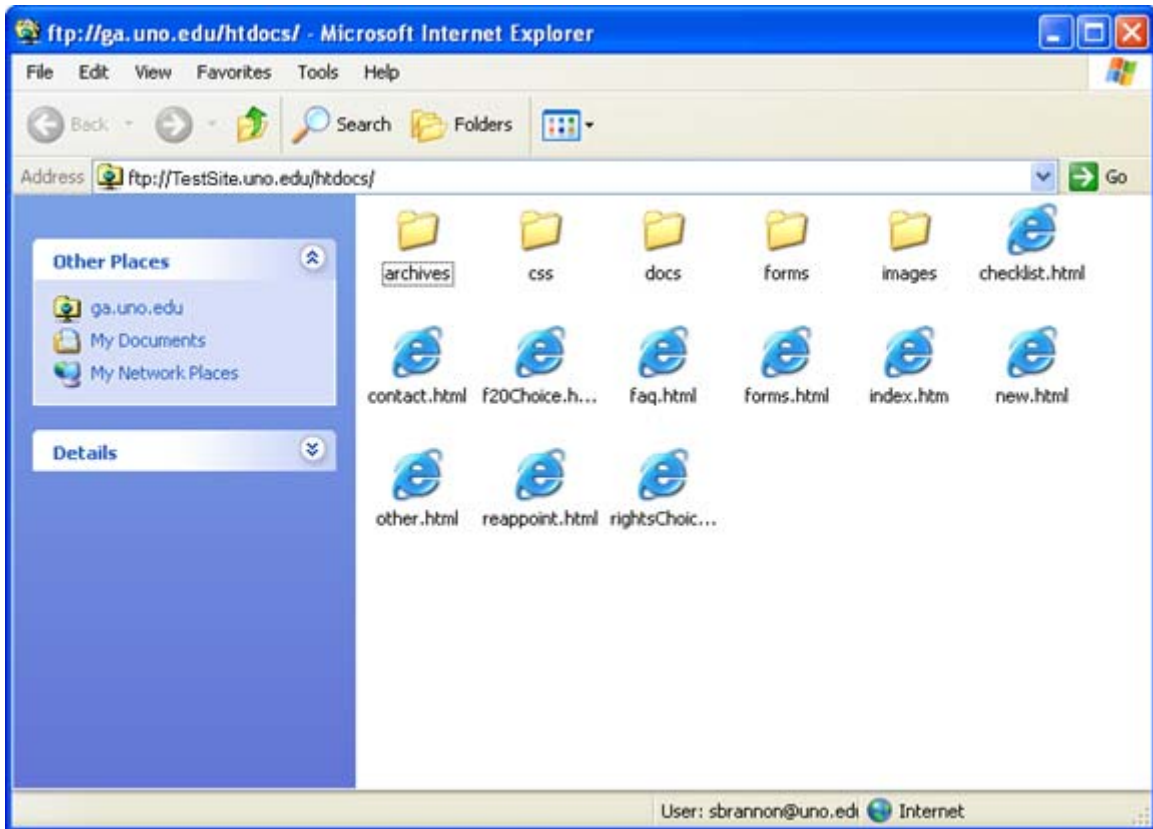 ftp://ga.uno.edu/htdocs/ - Microsoft Internet Explorer
File Edit View Favorites Tools Help
Back Search Folders
Address ftp://TestSite.uno.edu/htdocs/ Go
Other Places
ga.uno.edu
My Documents
My Network Places
Details
archives css docs forms images checklist.html
contact.html f20Choice.h... faq.html forms.html index.htm new.html
other.html reappoint.html rightsChoic...
User: sbrannon@uno.edu Internet